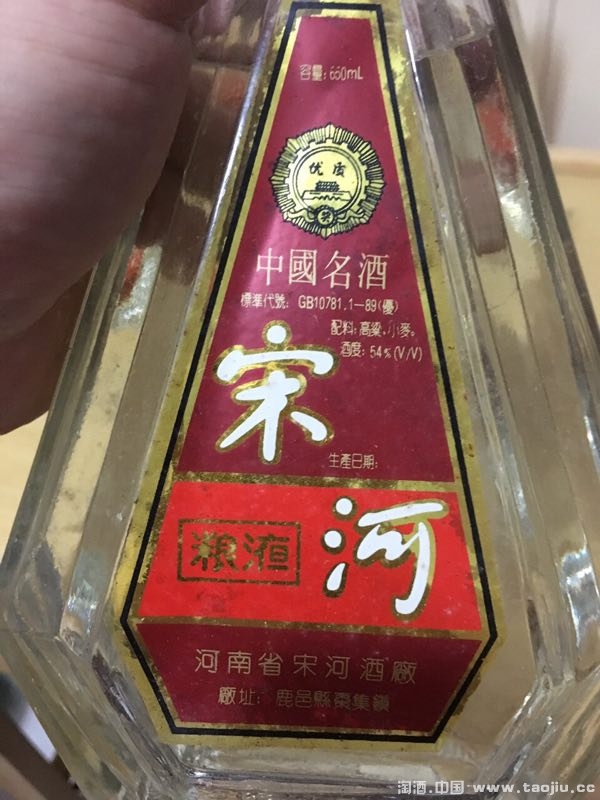 容量: 650mL
优质
中國名酒
標準代號: GB10781.1-89(優)
配料: 高粱,小麥。
酒度: 54%(V/V)
宋
生產日期:
粮液
河
河南省宋河酒廠
廠址: 鹿邑縣棗集鎮
淘酒.中国·www.taojiu.cc